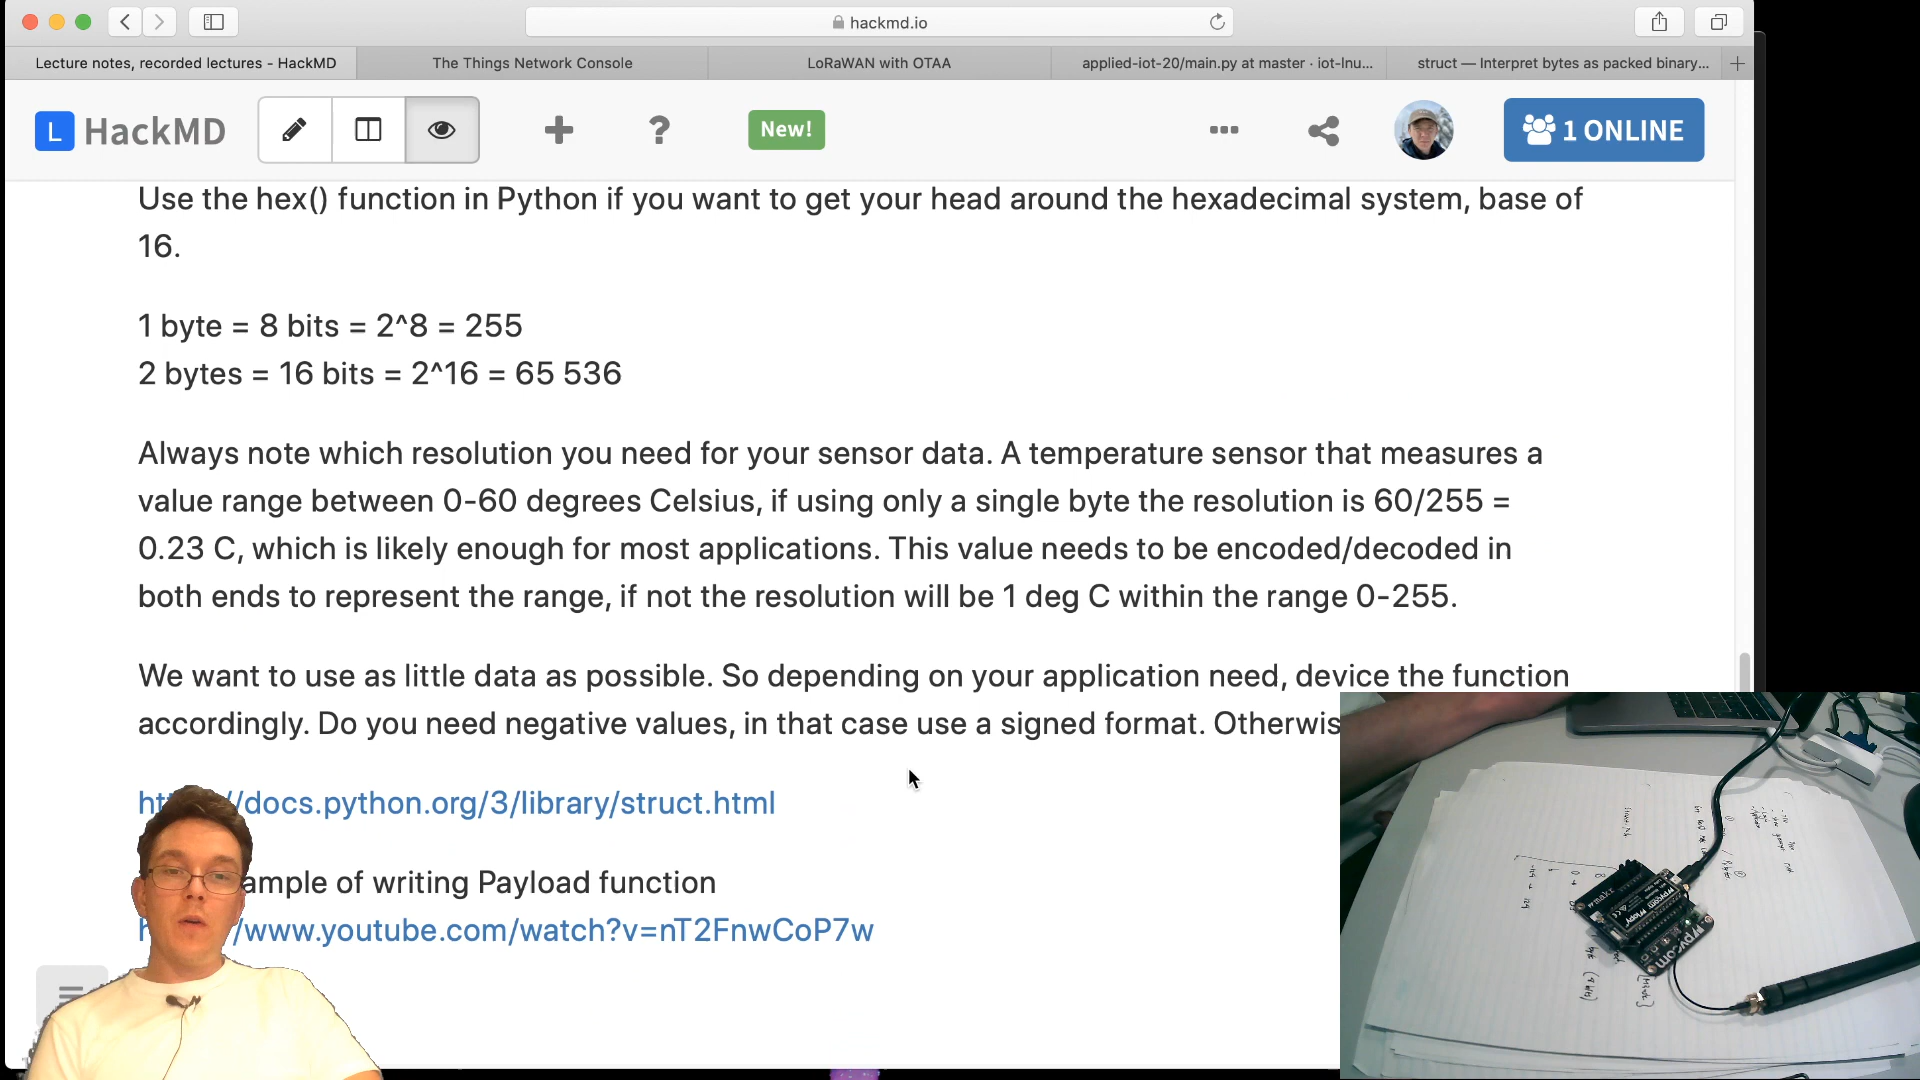 hackmd.io
Lecture notes, recorded lectures - HackMD
The Things Network Console
LoRaWAN with OTAA
applied-iot-20/main.py at master · iot-lnu...
struct — Interpret bytes as packed binary...
L HackMD
New!
1 ONLINE
Use the hex() function in Python if you want to get your head around the hexadecimal system, base of
16.
1 byte = 8 bits = 2^8 = 255
2 bytes = 16 bits = 2^16 = 65 536
Always note which resolution you need for your sensor data. A temperature sensor that measures a
value range between 0-60 degrees Celsius, if using only a single byte the resolution is 60/255 =
0.23 C, which is likely enough for most applications. This value needs to be encoded/decoded in
both ends to represent the range, if not the resolution will be 1 deg C within the range 0-255.
We want to use as little data as possible. So depending on your application need, device the function
accordingly. Do you need negative values, in that case use a signed format. Otherwis
ht //docs.python.org/3/library/struct.html
ample of writing Payload function
h /www.youtube.com/watch?v=nT2FnwCoP7w
pycom